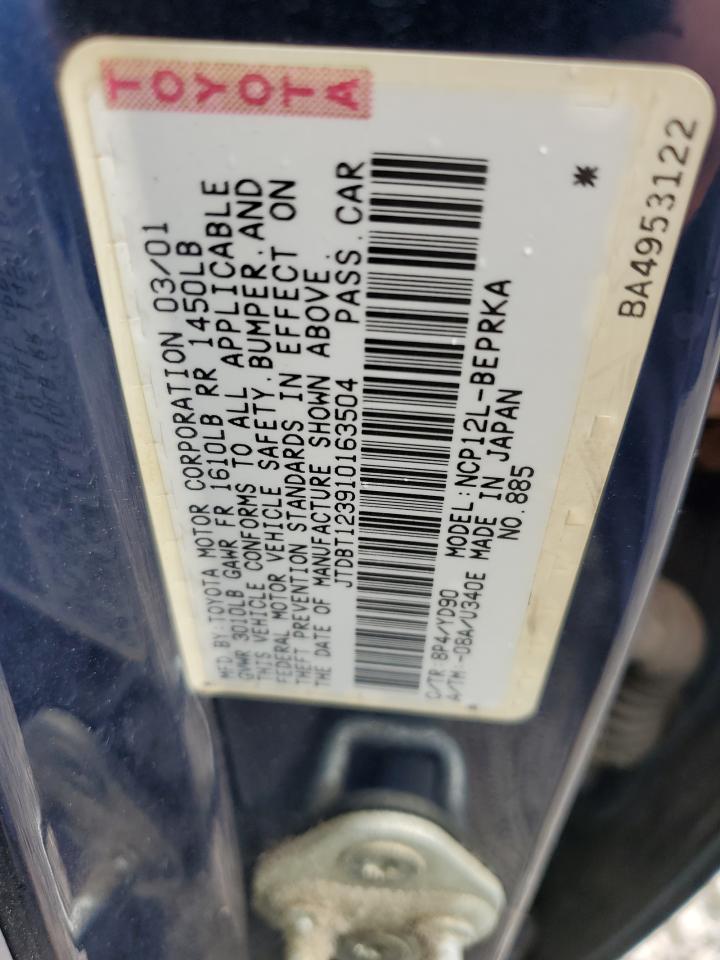 TOYOTA
MFD.BY:TOYOTA MOTOR CORPORATION 03/01
GVWR 3010LB GAWR FR 1610LB RR 1450LB
THIS VEHICLE CONFORMS TO ALL APPLICABLE
FEDERAL MOTOR VEHICLE SAFETY.BUMPER.AND
THEFT PREVENTION STANDARDS IN EFFECT ON
THE DATE OF MANUFACTURE SHOWN ABOVE.
JTDBT123910163504 PASS.CAR
C/TR 8P4/YD90 MODEL:NCP12L-BEPRKA
A/TM-08A/U340E MADE IN JAPAN
NO.885
*
BA4953122